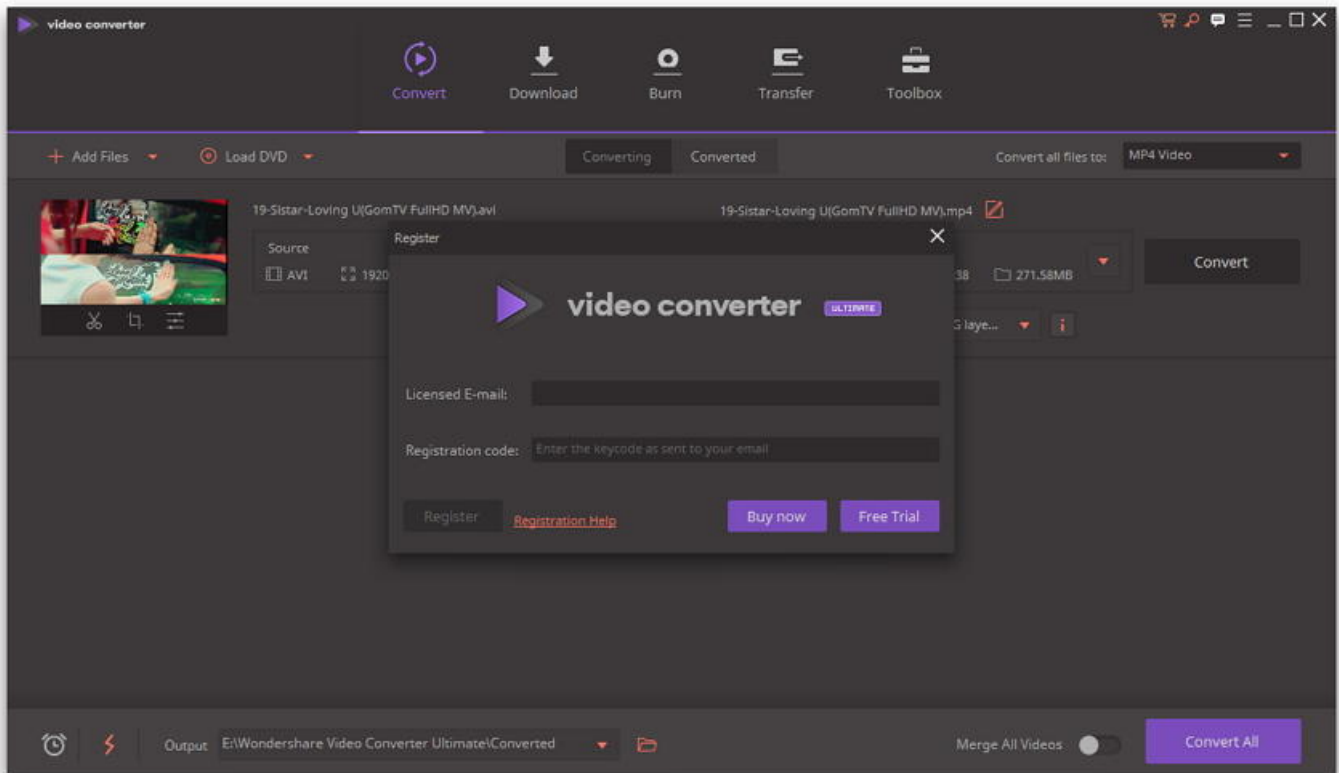 video converter
Convert
Download
Burn
Transfer
Toolbox
Add Files
Load DVD
Converting
Converted
Convert all files to:
MP4 Video
19-Sistar-Loving U(GomTV FullHD MV).avi
19-Sistar-Loving U(GomTV FullHD MV).mp4
Register
Source
AVI
1920
38
271.58MB
Convert
video converter
ULTIMATE
G laye...
Licensed E-mail:
Registration code:
Enter the keycode as sent to your email
Register
Registration Help
Buy now
Free Trial
Output
E:\Wondershare Video Converter Ultimate\Converted
Merge All Videos
Convert All